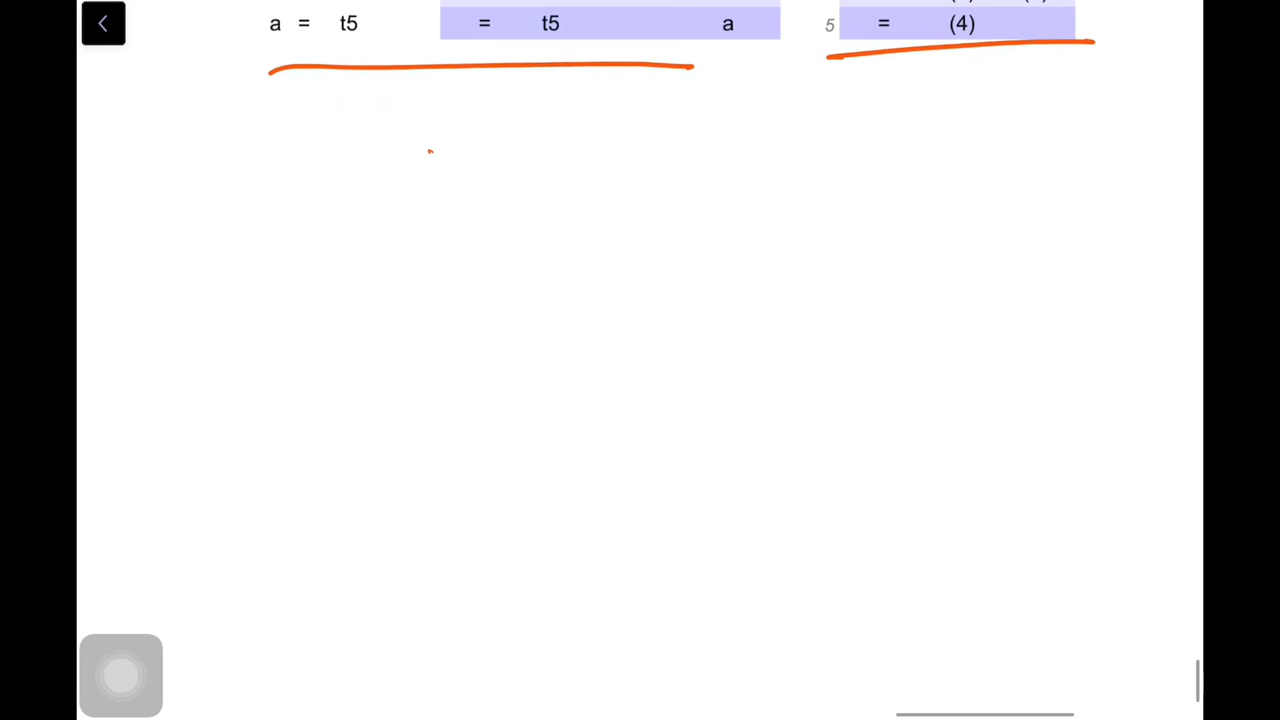 a = t5 = t5 a 5 = (4)